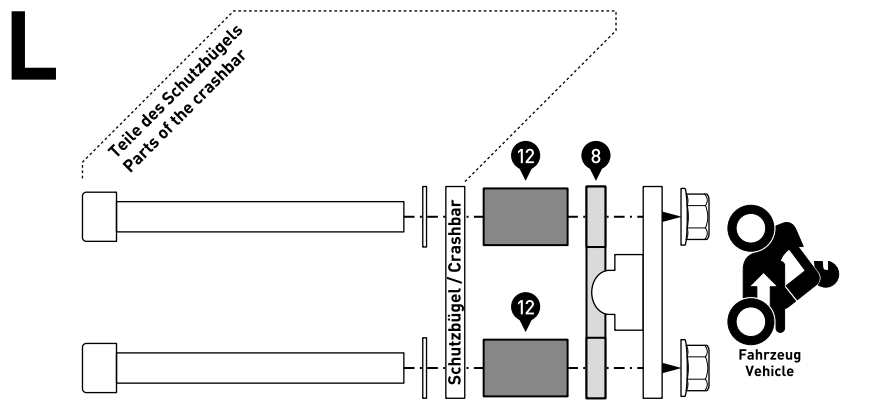 L
Teile des Schutzbügels
Parts of the crashbar
12
8
Schutzbügel / Crashbar
12
Fahrzeug
Vehicle